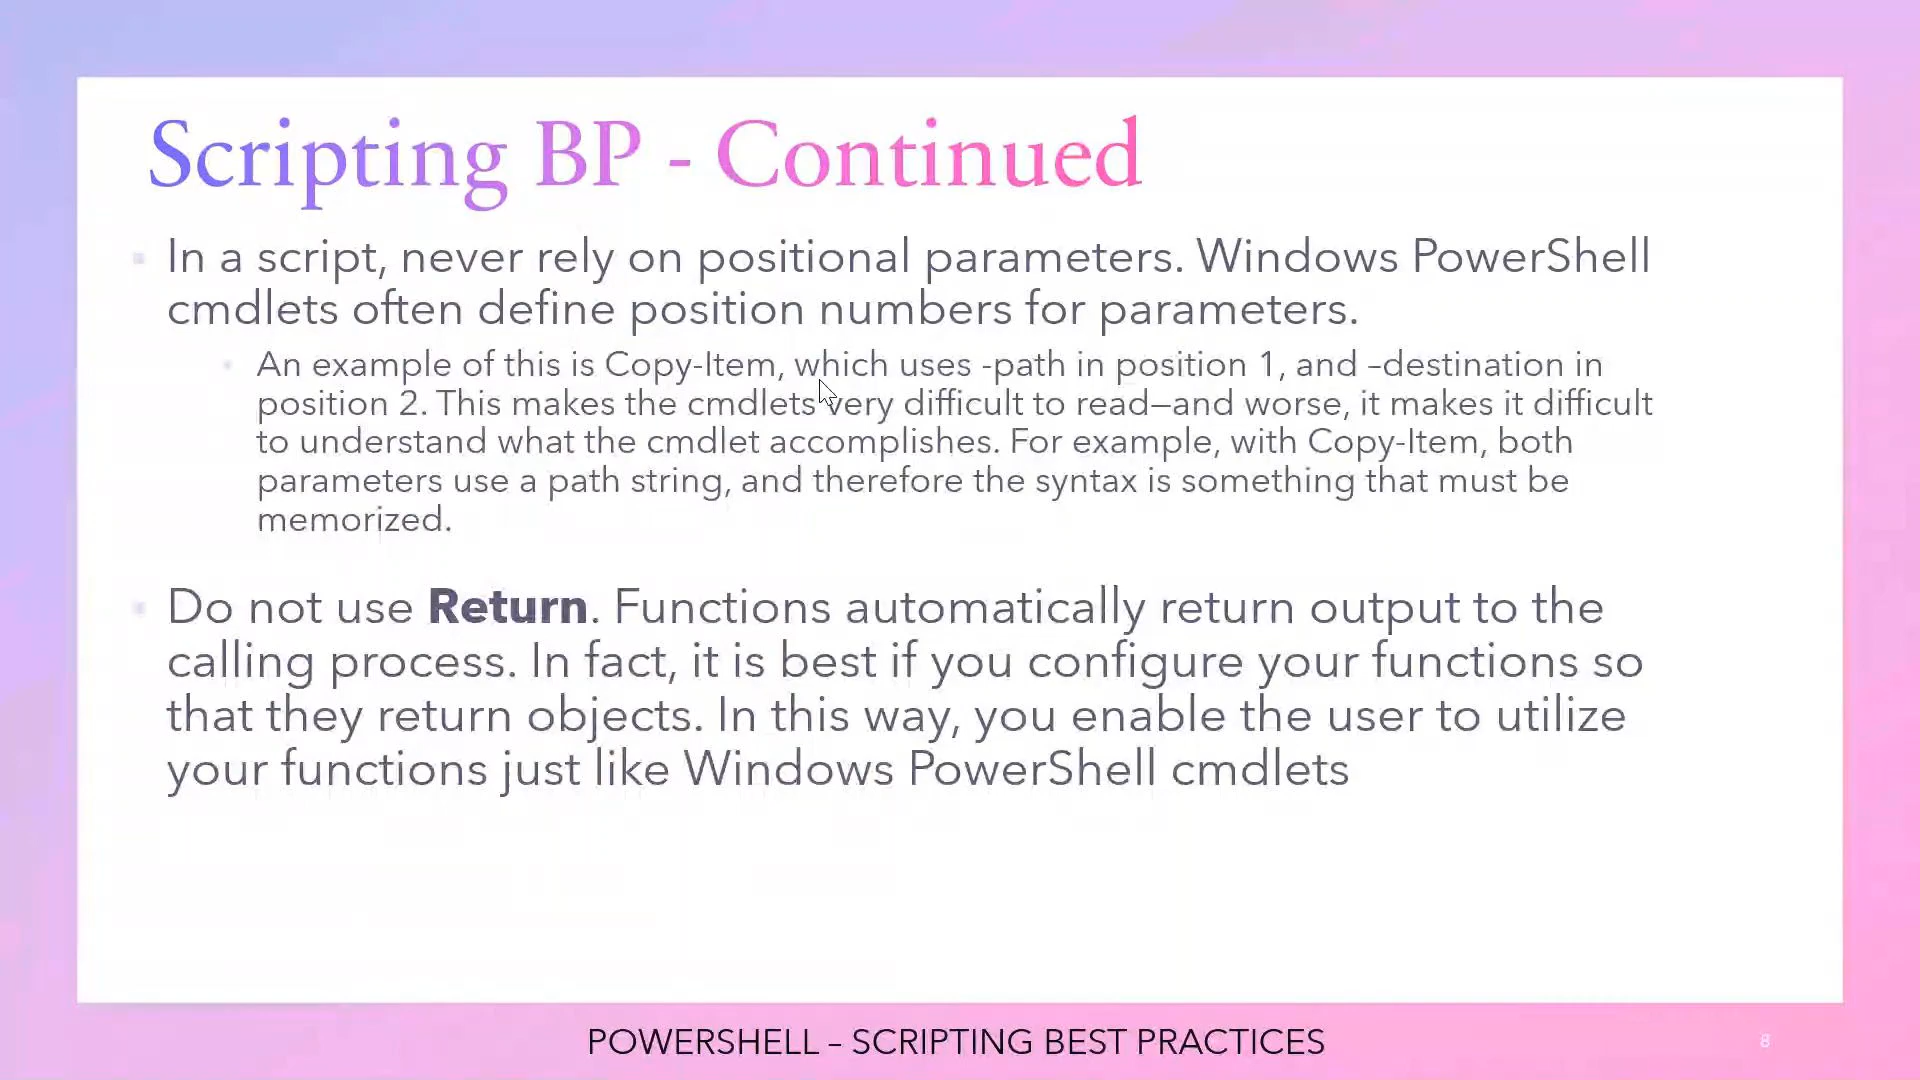 Scripting BP - Continued
In a script, never rely on positional parameters. Windows PowerShell
cmdlets often define position numbers for parameters.
An example of this is Copy-Item, which uses -path in position 1, and –destination in
position 2. This makes the cmdlets very difficult to read—and worse, it makes it difficult
to understand what the cmdlet accomplishes. For example, with Copy-Item, both
parameters use a path string, and therefore the syntax is something that must be
memorized.
Do not use Return. Functions automatically return output to the
calling process. In fact, it is best if you configure your functions so
that they return objects. In this way, you enable the user to utilize
your functions just like Windows PowerShell cmdlets
POWERSHELL – SCRIPTING BEST PRACTICES
8